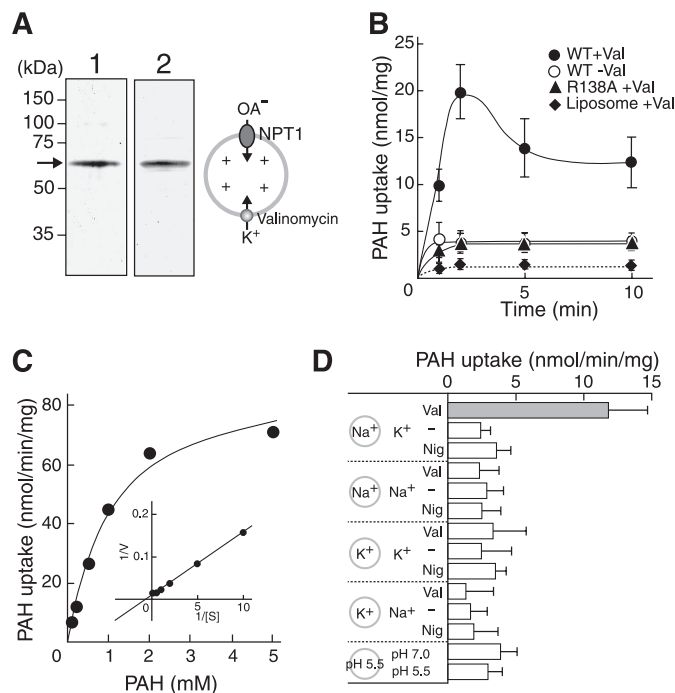 A
(kDa)
1
2
150
100
75
50
35
OA−
NPT1
+ +
+ +
Valinomycin
K+
B
PAH uptake (nmol/mg)
25
20
15
10
5
0
0
5
10
Time (min)
WT+Val
WT -Val
R138A +Val
Liposome +Val
C
PAH uptake (nmol/min/mg)
80
60
40
20
0
1
2
3
4
5
PAH (mM)
1/V
0.2
0.1
0
5
10
1/[S]
D
PAH uptake (nmol/min/mg)
0
5
10
15
Na+ K+
Val
−
Nig
Na+ Na+
Val
−
Nig
K+ K+
Val
−
Nig
K+ Na+
Val
−
Nig
pH 5.5
pH 7.0
pH 5.5